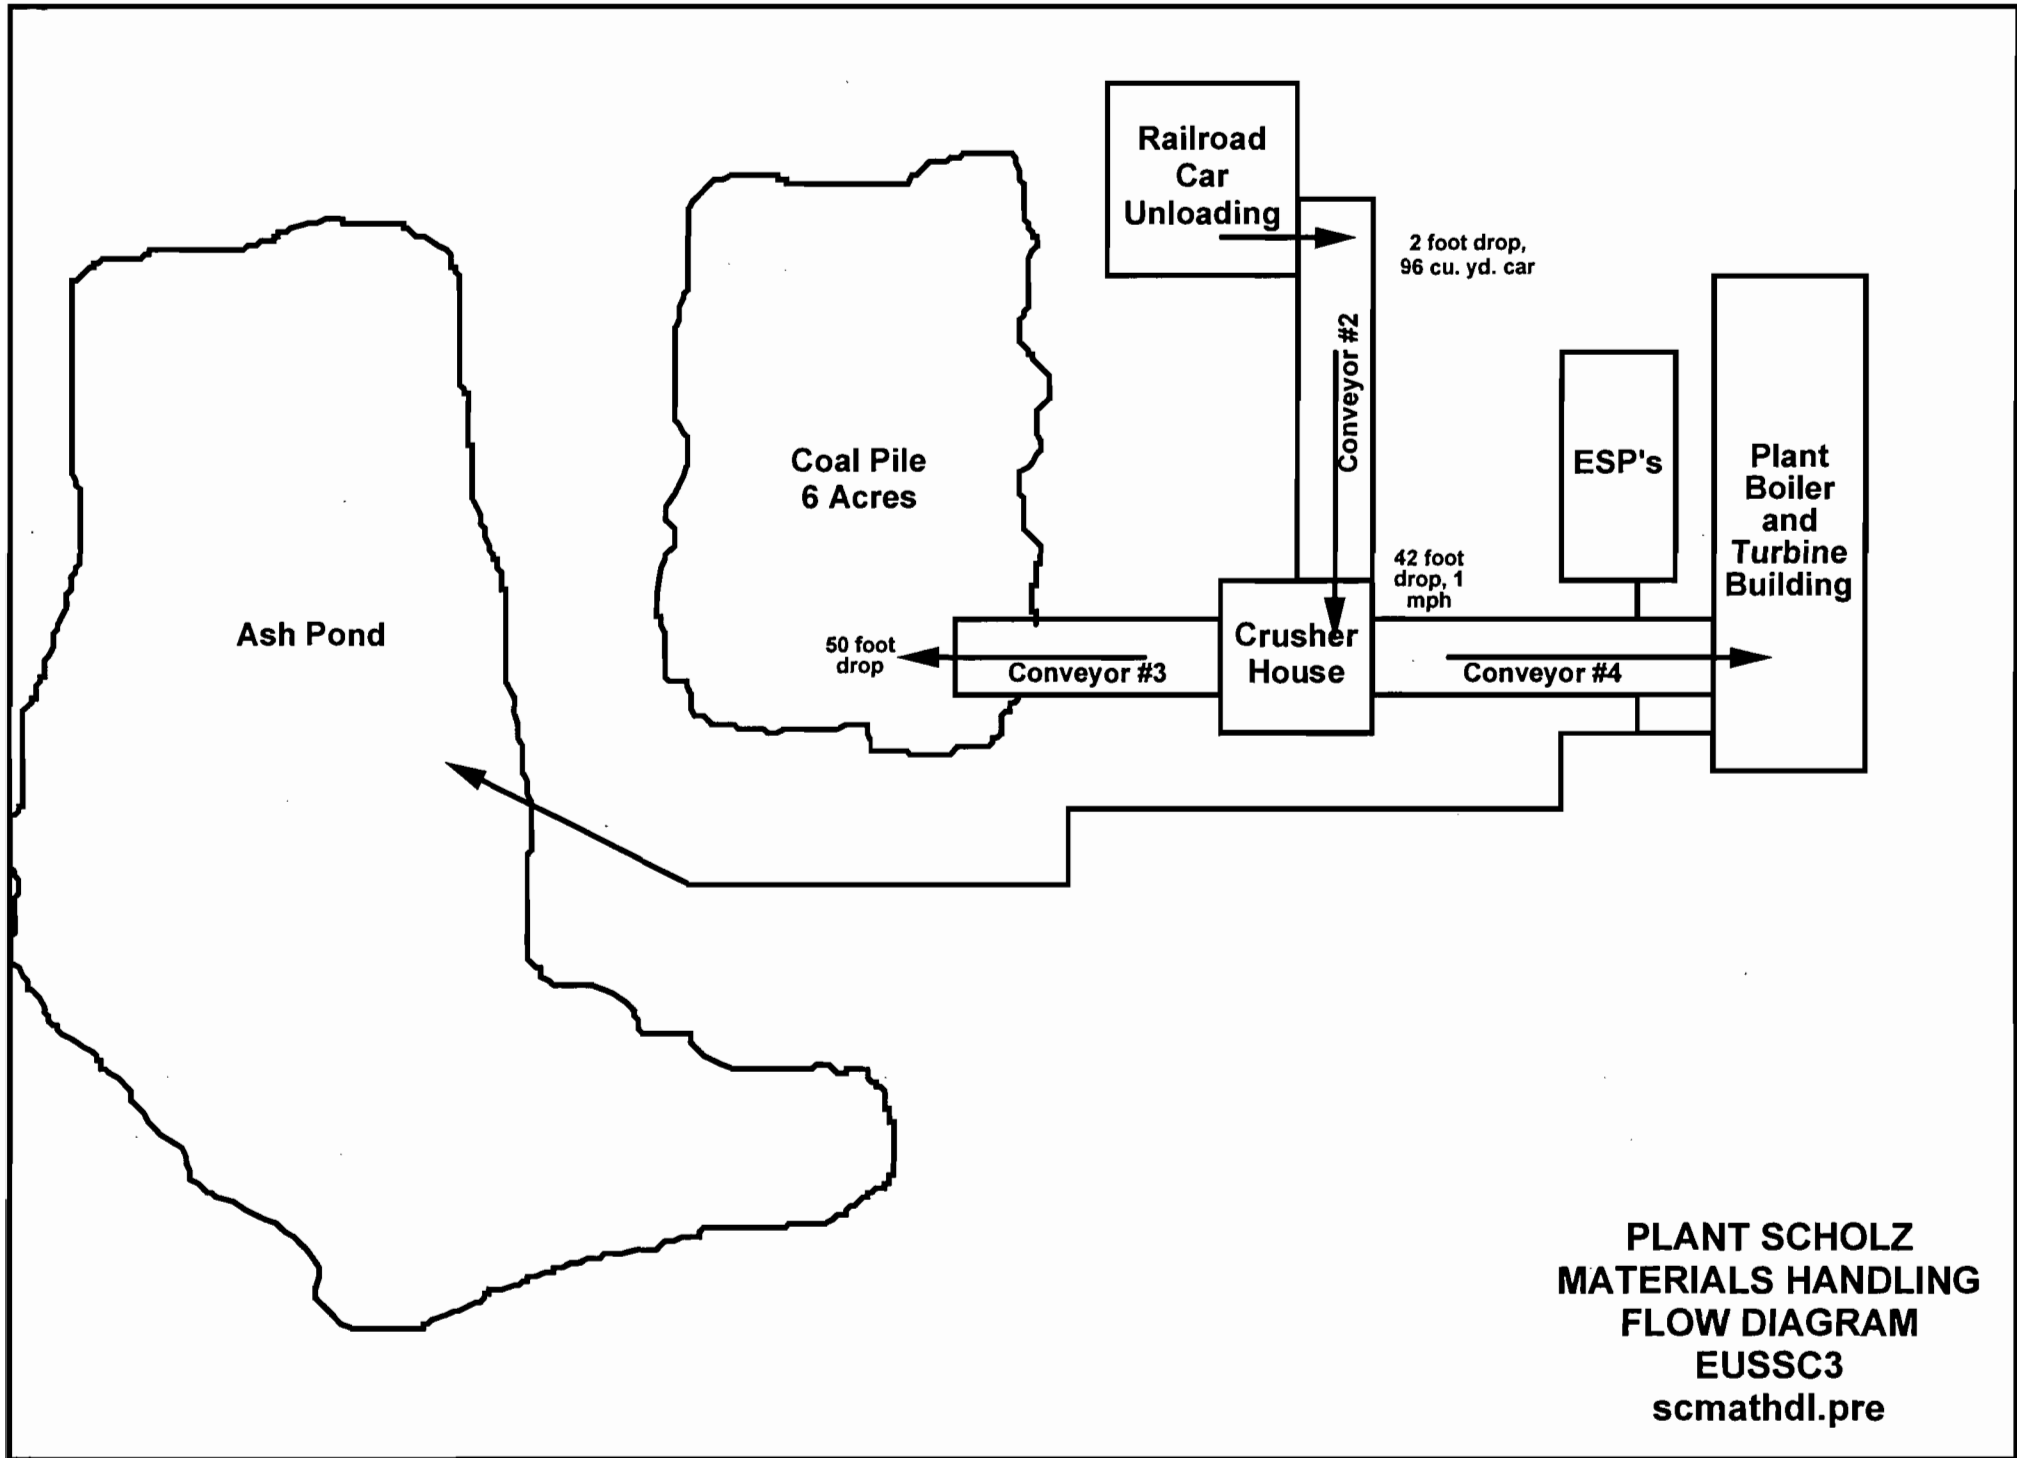 Railroad
Car
Unloading
2 foot drop,
96 cu. yd. car
Conveyor #2
ESP's
Plant
Boiler
and
Turbine
Building
Coal Pile
6 Acres
42 foot
drop, 1
mph
Ash Pond
50 foot
drop
Conveyor #3
Crusher
House
Conveyor #4
PLANT SCHOLZ
MATERIALS HANDLING
FLOW DIAGRAM
EUSSC3
scmathdl.pre